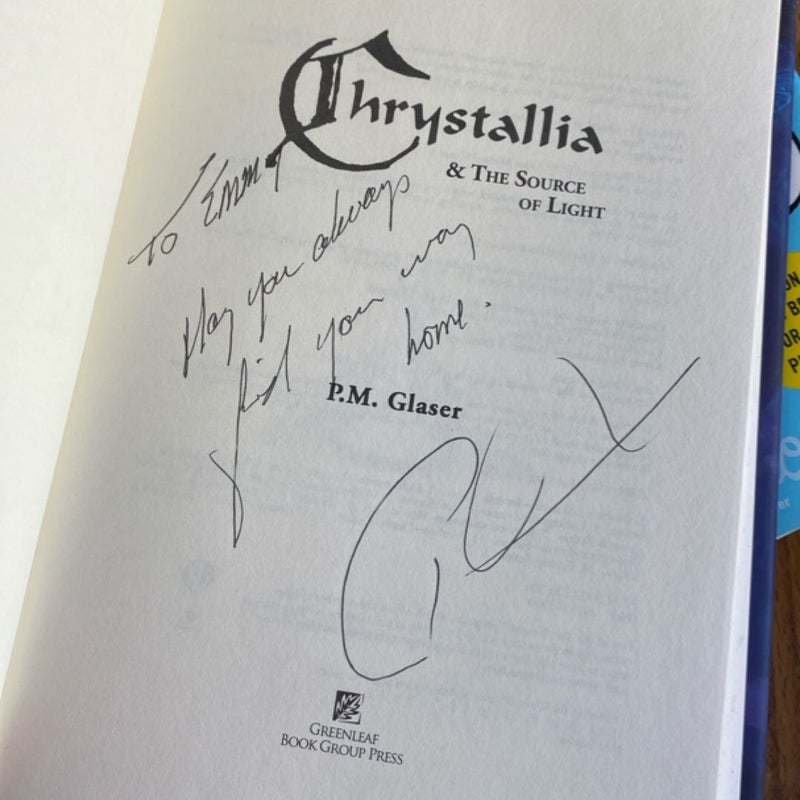 Chrystallia
& THE SOURCE
OF LIGHT
To Emmy
May you always
find your way
home.
P.M. Glaser
GREENLEAF
BOOK GROUP PRESS